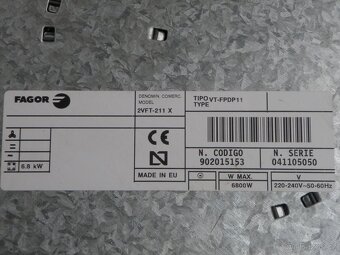 FAGOR
DENOMIN. COMERC.
MODEL
2VFT-211 X
TIPO VT-FPDP11
TYPE
6.8 kW
CE
MADE IN EU
N. CODIGO
902015153
N. SERIE
041105050
W MAX.
6800W
V
220-240V~50-60Hz